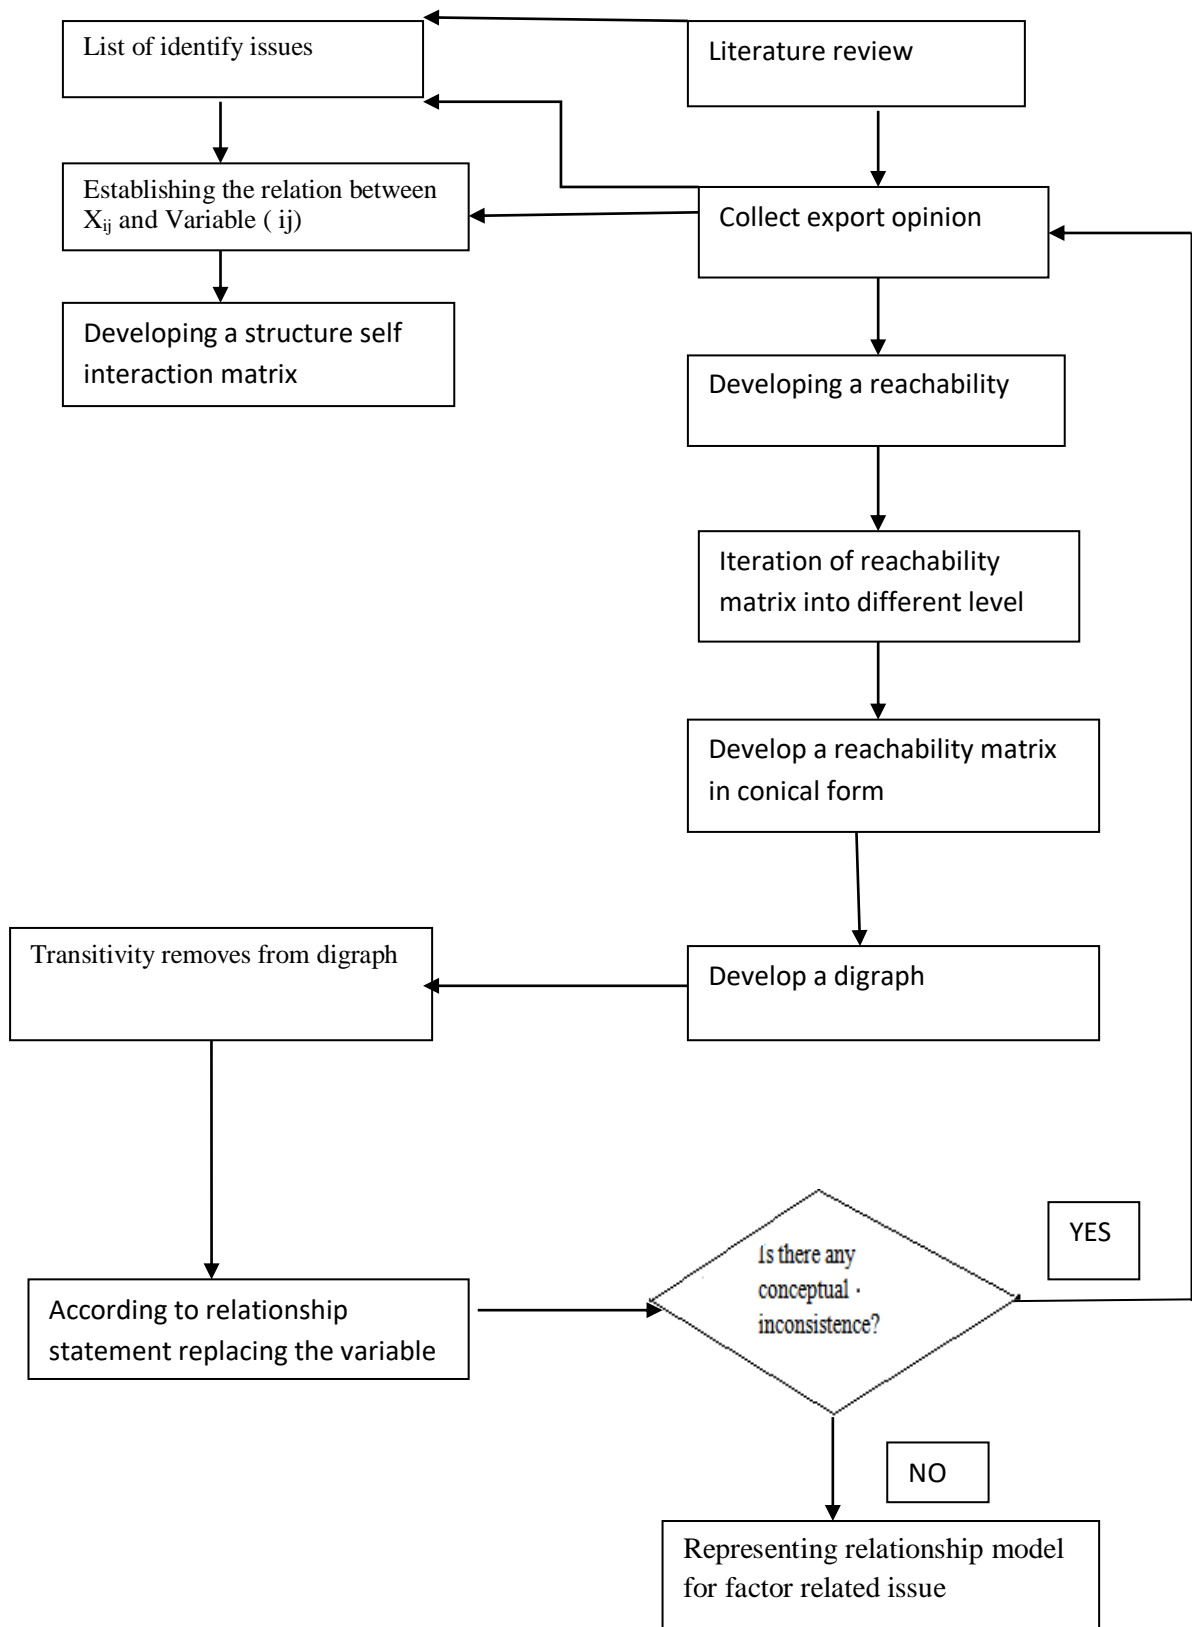 List of identify issues
Literature review
Establishing the relation between
Xij and Variable ( ij)
Collect export opinion
Developing a structure self
interaction matrix
Developing a reachability
Iteration of reachability
matrix into different level
Develop a reachability matrix
in conical form
Transitivity removes from digraph
Develop a digraph
YES
Is there any
conceptual
inconsistence?
According to relationship
statement replacing the variable
NO
Representing relationship model
for factor related issue